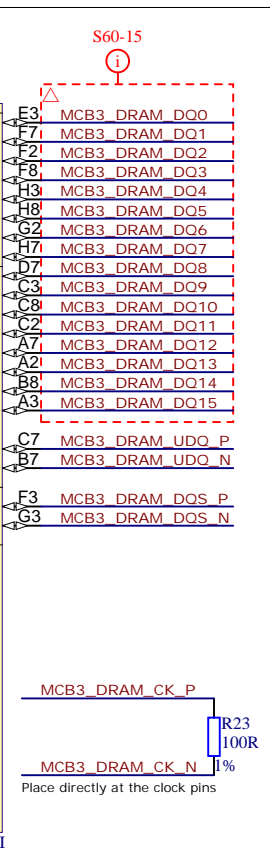 S60-15
i
E3 MCB3_DRAM_DQ0
F7 MCB3_DRAM_DQ1
F2 MCB3_DRAM_DQ2
F8 MCB3_DRAM_DQ3
H3 MCB3_DRAM_DQ4
H8 MCB3_DRAM_DQ5
G2 MCB3_DRAM_DQ6
H7 MCB3_DRAM_DQ7
D7 MCB3_DRAM_DQ8
C3 MCB3_DRAM_DQ9
C8 MCB3_DRAM_DQ10
C2 MCB3_DRAM_DQ11
A7 MCB3_DRAM_DQ12
A2 MCB3_DRAM_DQ13
B8 MCB3_DRAM_DQ14
A3 MCB3_DRAM_DQ15
C7 MCB3_DRAM_UDQ_P
B7 MCB3_DRAM_UDQ_N
F3 MCB3_DRAM_DQS_P
G3 MCB3_DRAM_DQS_N
MCB3_DRAM_CK_P
R23
100R
MCB3_DRAM_CK_N 1%
Place directly at the clock pins